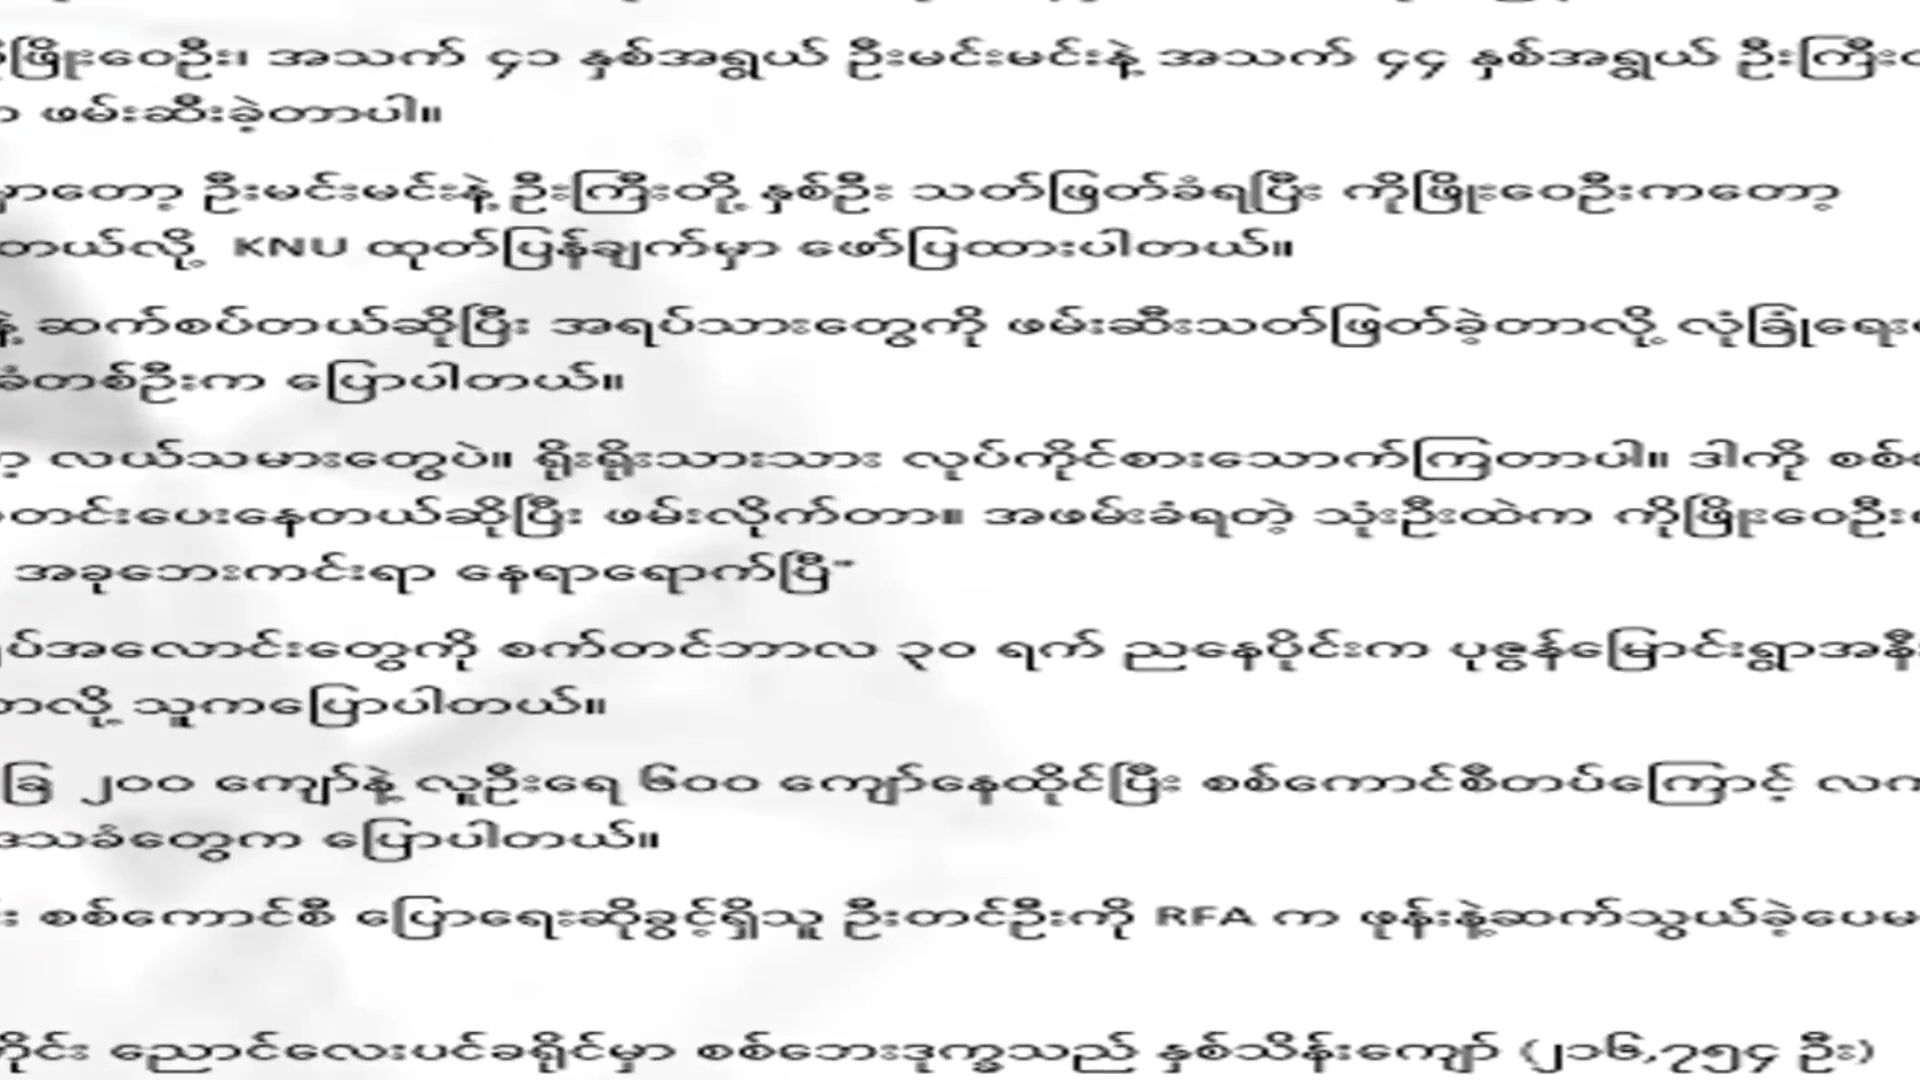 ဖြိုးဝေဦး၊ အသက် ၄၁ နှစ်အရွယ် ဦးမင်းမင်းနဲ့ အသက် ၄၄ နှစ်အရွယ် ဦးကြီး
ဖမ်းဆီးခဲ့တာပါ။
မှာတော့ ဦးမင်းမင်းနဲ့ ဦးကြီးတို့ နှစ်ဦး သတ်ဖြတ်ခံရပြီး ကိုဖြိုးဝေဦးကတော့
တယ်လို့ KNU ထုတ်ပြန်ချက်မှာ ဖော်ပြထားပါတယ်။
နဲ့ ဆက်စပ်တယ်ဆိုပြီး အရပ်သားတွေကို ဖမ်းဆီးသတ်ဖြတ်ခဲ့တာလို့ လုံခြုံရေး
ခံတစ်ဦးက ပြောပါတယ်။
လယ်သမားတွေပဲ။ ရိုးရိုးသားသား လုပ်ကိုင်စားသောက်ကြတာပါ။ ဒါကို စစ်
တင်းပေးနေတယ်ဆိုပြီး ဖမ်းလိုက်တာ။ အဖမ်းခံရတဲ့ သုံးဦးထဲက ကိုဖြိုးဝေဦး
အခုဘေးကင်းရာ နေရာရောက်ပြီ"
ပ်အလောင်းတွေကို စက်တင်ဘာလ ၃၀ ရက် ညနေပိုင်းက ပုဇွန်မြောင်းရွာအနီး
တာလို့ သူကပြောပါတယ်။
ခြေ ၂၀၀ ကျော်နဲ့ လူဦးရေ ၆၀၀ ကျော်နေထိုင်ပြီး စစ်ကောင်စီတပ်ကြောင့် လက
ဒေသခံတွေက ပြောပါတယ်။
စစ်ကောင်စီ ပြောရေးဆိုခွင့်ရှိသူ ဦးတင်ဦးကို RFA က ဖုန်းနဲ့ဆက်သွယ်ခဲ့ပေမ
တိုင်း ညောင်လေးပင်ခရိုင်မှာ စစ်ဘေးဒုက္ခသည် နှစ်သိန်းကျော် (၂၁၆,၇၅၄ ဦး)